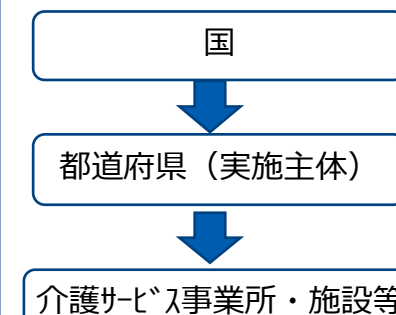 国
都道府県（実施主体）
介護ｻｰﾋﾞｽ事業所・施設等